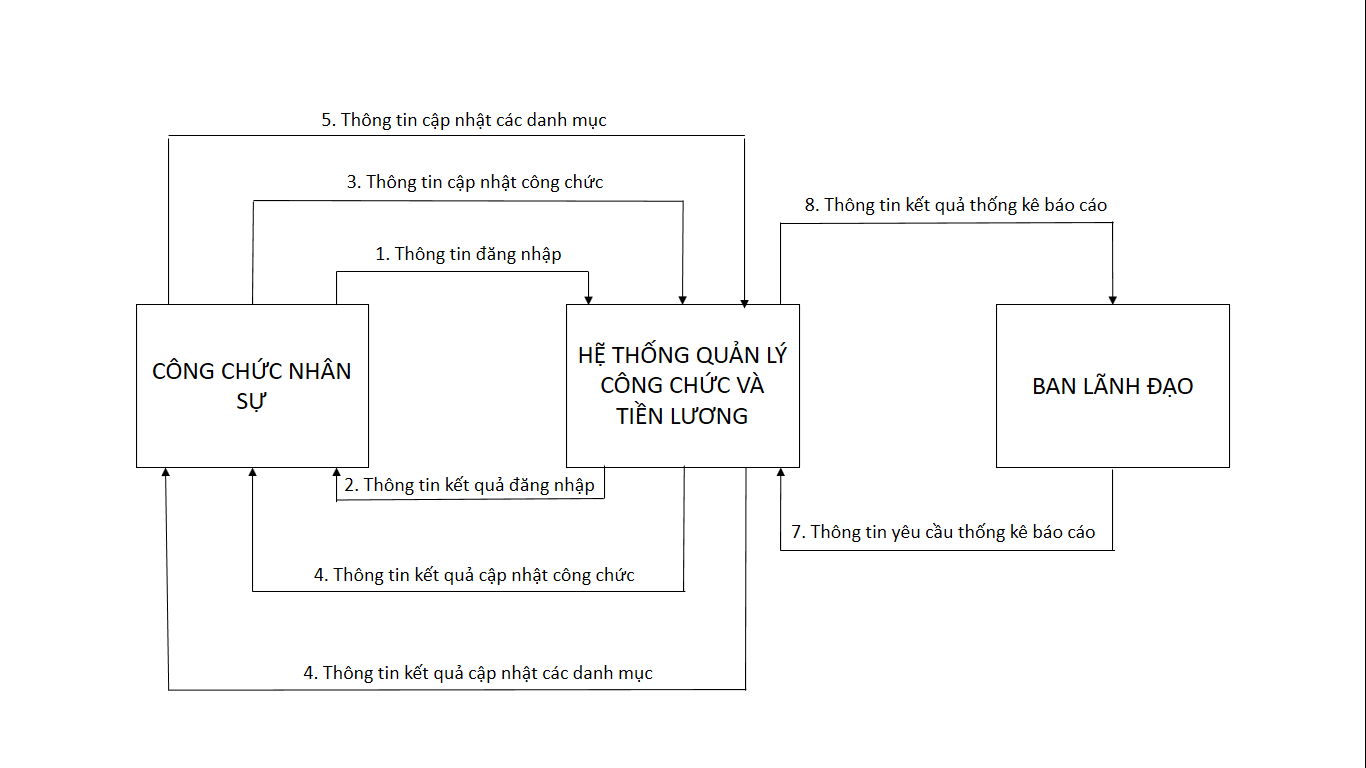 5. Thông tin cập nhật các danh mục
3. Thông tin cập nhật công chức
8. Thông tin kết quả thống kê báo cáo
1. Thông tin đăng nhập
CÔNG CHỨC NHÂN
SỰ
HỆ THỐNG QUẢN LÝ
CÔNG CHỨC VÀ
TIỀN LƯƠNG
BAN LÃNH ĐẠO
2. Thông tin kết quả đăng nhập
7. Thông tin yêu cầu thống kê báo cáo
4. Thông tin kết quả cập nhật công chức
4. Thông tin kết quả cập nhật các danh mục